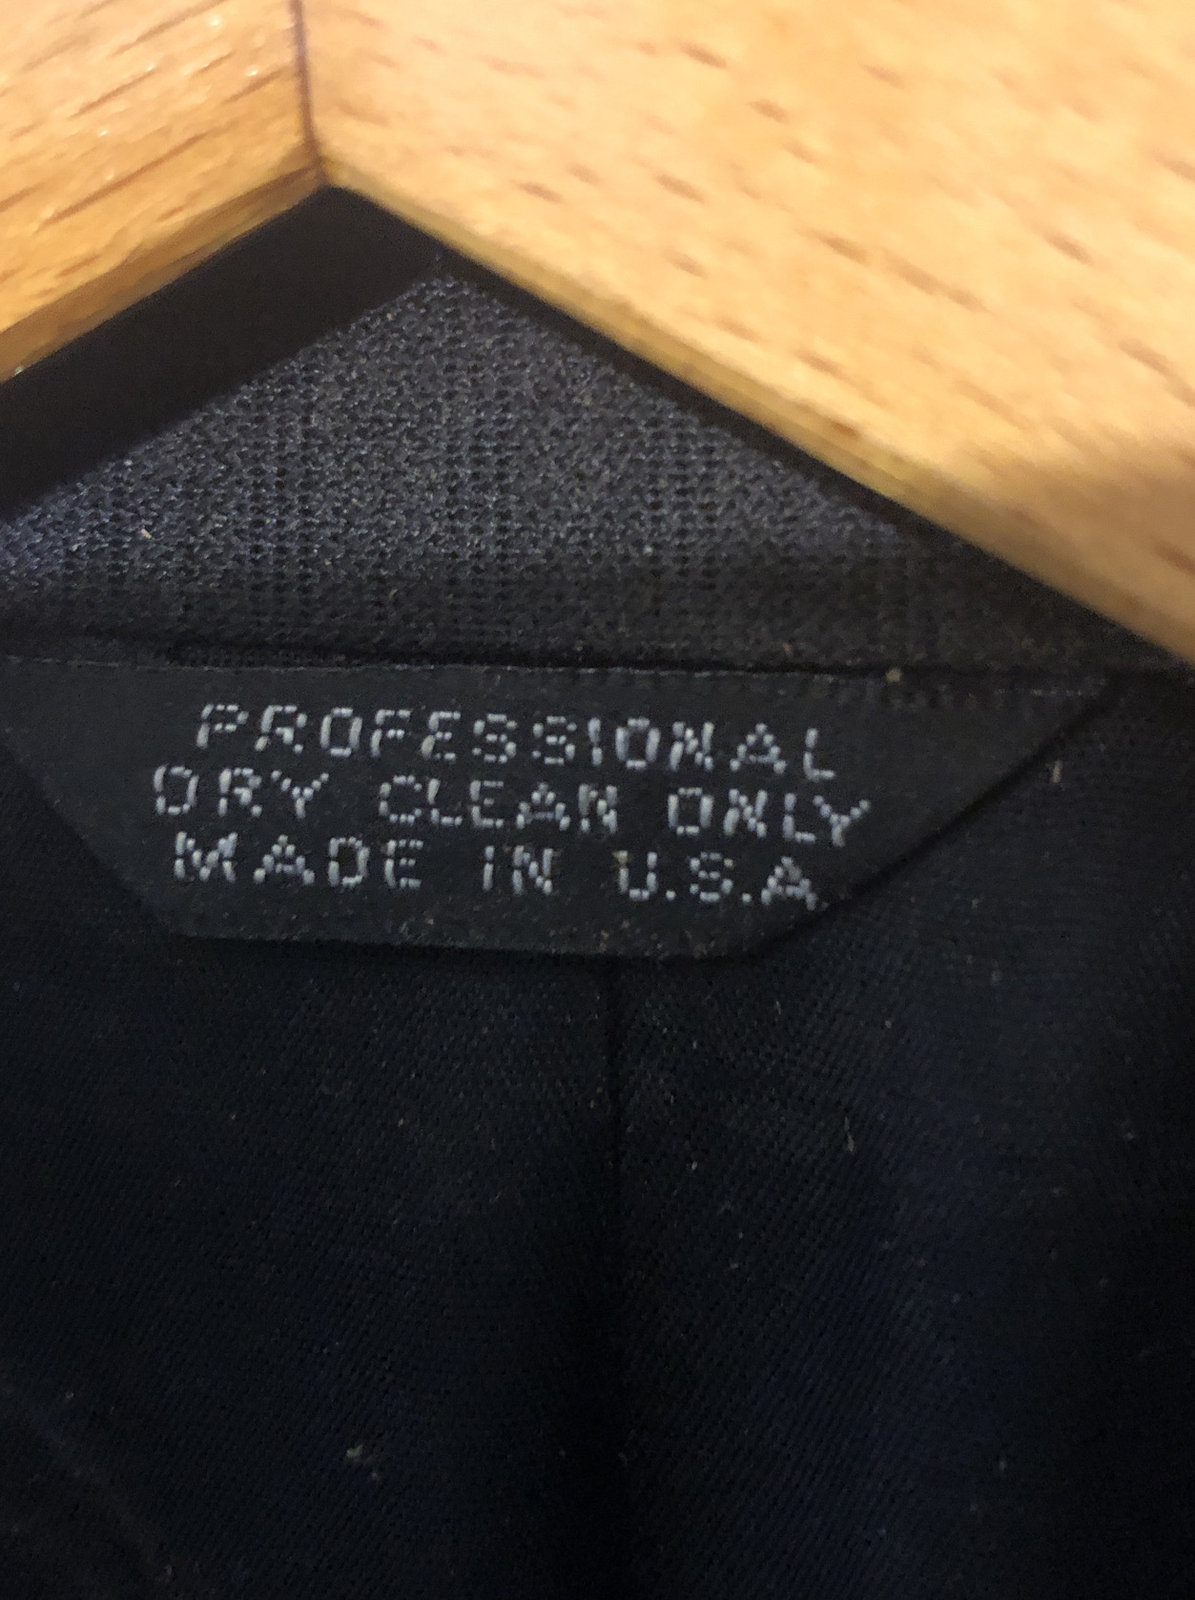 PROFESSIONAL
DRY CLEAN ONLY
MADE IN U.S.A